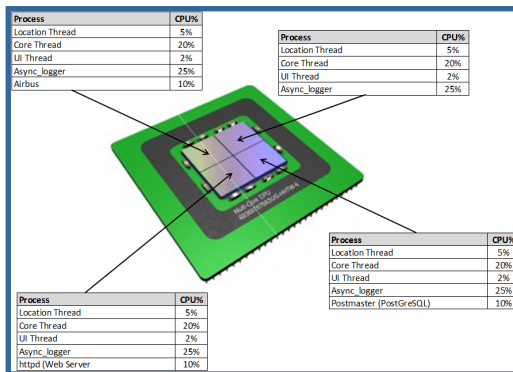 Process CPU%
Location Thread 5%
Core Thread 20%
UI Thread 2%
Async_logger 25%
Airbus 10%
Process CPU%
Location Thread 5%
Core Thread 20%
UI Thread 2%
Async_logger 25%
Multi-Core CPU
Process CPU%
Location Thread 5%
Core Thread 20%
UI Thread 2%
Async_logger 25%
Postmaster (PostGreSQL) 10%
Process CPU%
Location Thread 5%
Core Thread 20%
UI Thread 2%
Async_logger 25%
httpd (Web Server 10%